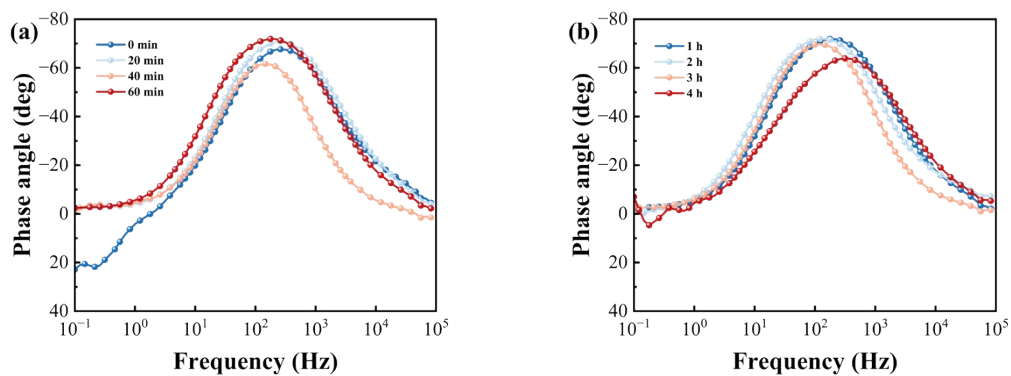 (a)
0 min
20 min
40 min
60 min
Phase angle (deg)
−80
−60
−40
−20
0
20
40
10⁻¹ 10⁰ 10¹ 10² 10³ 10⁴ 10⁵
Frequency (Hz)
(b)
1 h
2 h
3 h
4 h
Phase angle (deg)
−80
−60
−40
−20
0
20
40
10⁻¹ 10⁰ 10¹ 10² 10³ 10⁴ 10⁵
Frequency (Hz)